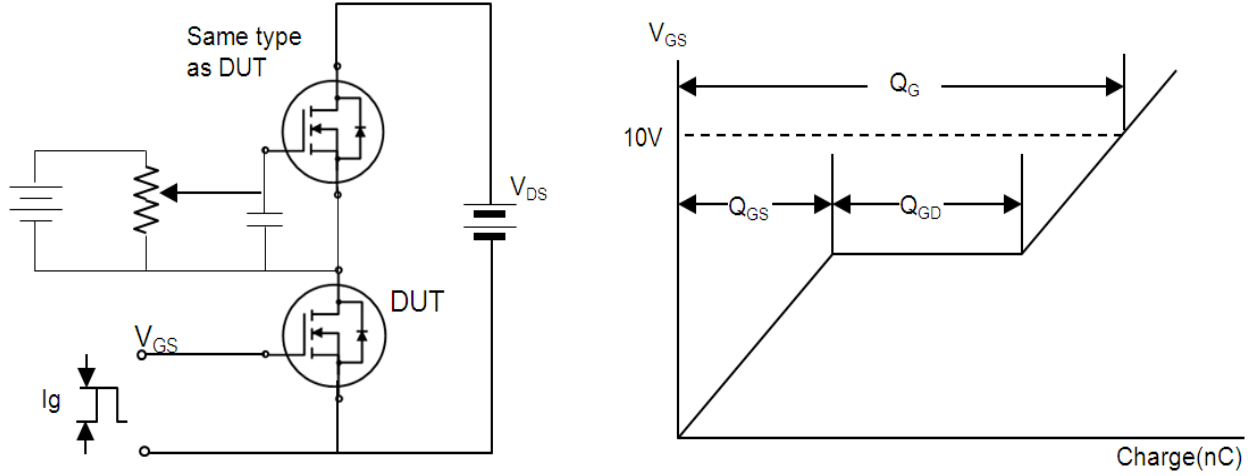 Same type
as DUT
V_DS
DUT
V_GS
Ig
V_GS
Q_G
10V
Q_GS
Q_GD
Charge(nC)